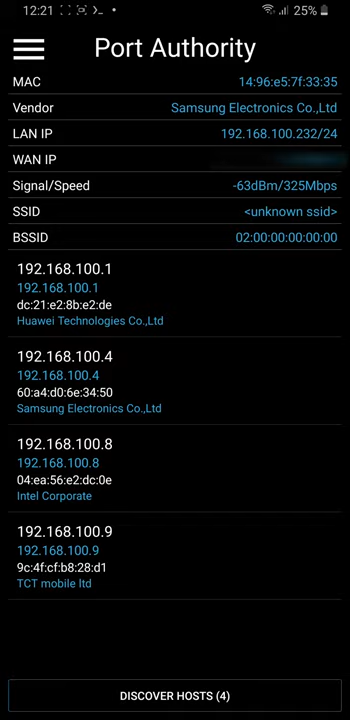 12:21 25%
Port Authority
MAC 14:96:e5:7f:33:35
Vendor Samsung Electronics Co.,Ltd
LAN IP 192.168.100.232/24
WAN IP
Signal/Speed -63dBm/325Mbps
SSID <unknown ssid>
BSSID 02:00:00:00:00:00
192.168.100.1
192.168.100.1
dc:21:e2:8b:e2:de
Huawei Technologies Co.,Ltd
192.168.100.4
192.168.100.4
60:a4:d0:6e:34:50
Samsung Electronics Co.,Ltd
192.168.100.8
192.168.100.8
04:ea:56:e2:dc:0e
Intel Corporate
192.168.100.9
192.168.100.9
9c:4f:cf:b8:28:d1
TCT mobile ltd
DISCOVER HOSTS (4)